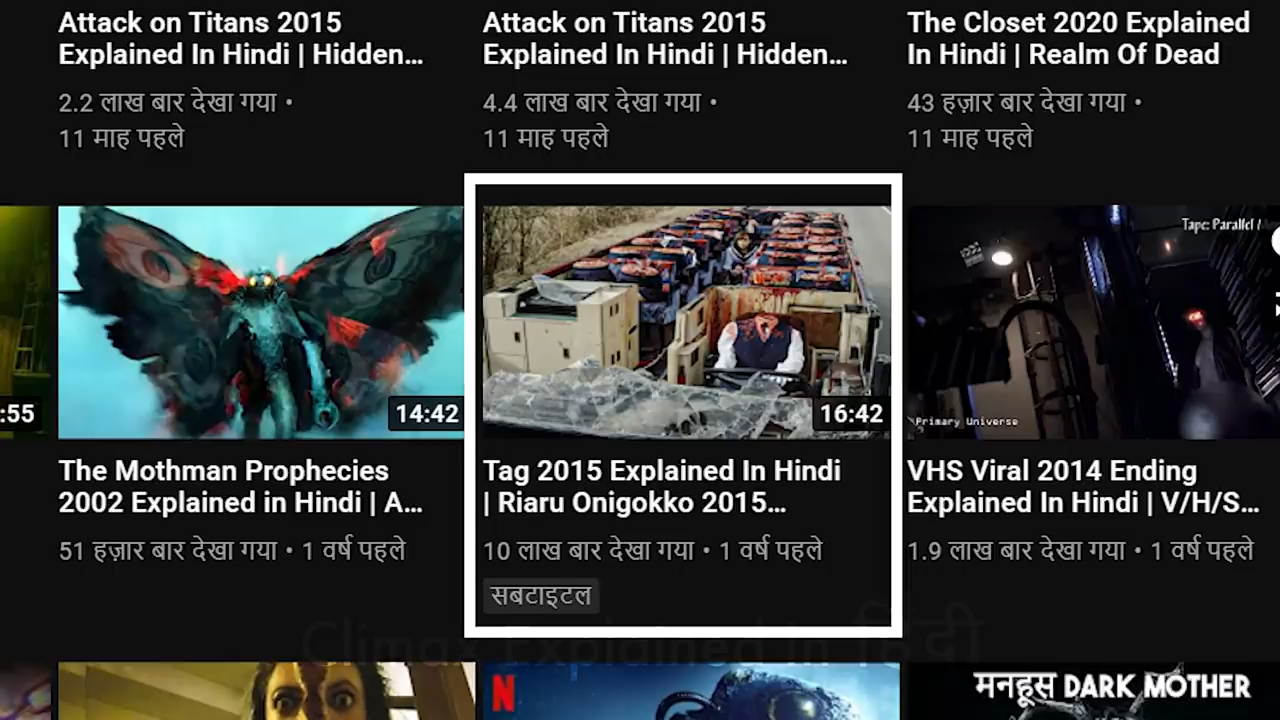 Attack on Titans 2015
Explained In Hindi | Hidden...
2.2 लाख बार देखा गया •
11 माह पहले
Attack on Titans 2015
Explained In Hindi | Hidden...
4.4 लाख बार देखा गया •
11 माह पहले
The Closet 2020 Explained
In Hindi | Realm Of Dead
43 हज़ार बार देखा गया •
11 माह पहले
:55
14:42
The Mothman Prophecies
2002 Explained in Hindi | A...
51 हज़ार बार देखा गया • 1 वर्ष पहले
16:42
Tag 2015 Explained In Hindi
| Riaru Onigokko 2015...
10 लाख बार देखा गया • 1 वर्ष पहले
सबटाइटल
Tape: Parallel
Primary Universe
VHS Viral 2014 Ending
Explained In Hindi | V/H/S...
1.9 लाख बार देखा गया • 1 वर्ष पहले
Climax Explained In हिंदी
N
मनहूस DARK MOTHER